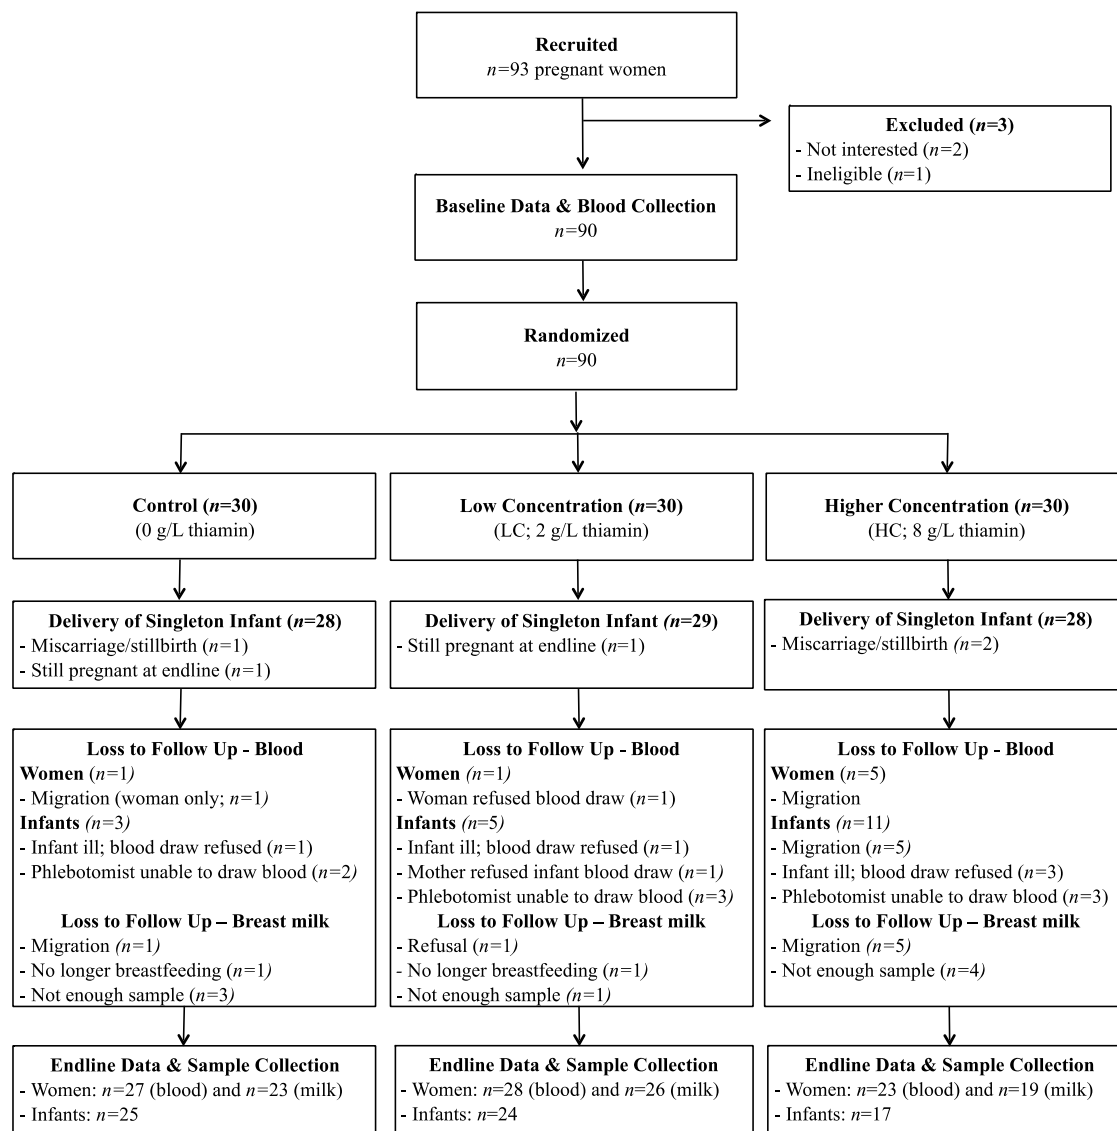 Recruited
n=93 pregnant women
Excluded (n=3)
- Not interested (n=2)
- Ineligible (n=1)
Baseline Data & Blood Collection
n=90
Randomized
n=90
Control (n=30)
(0 g/L thiamin)
Low Concentration (n=30)
(LC; 2 g/L thiamin)
Higher Concentration (n=30)
(HC; 8 g/L thiamin)
Delivery of Singleton Infant (n=28)
- Miscarriage/stillbirth (n=1)
- Still pregnant at endline (n=1)
Delivery of Singleton Infant (n=29)
- Still pregnant at endline (n=1)
Delivery of Singleton Infant (n=28)
- Miscarriage/stillbirth (n=2)
Loss to Follow Up - Blood
Women (n=1)
- Migration (woman only; n=1)
Infants (n=3)
- Infant ill; blood draw refused (n=1)
- Phlebotomist unable to draw blood (n=2)
Loss to Follow Up – Breast milk
- Migration (n=1)
- No longer breastfeeding (n=1)
- Not enough sample (n=3)
Loss to Follow Up - Blood
Women (n=1)
- Woman refused blood draw (n=1)
Infants (n=5)
- Infant ill; blood draw refused (n=1)
- Mother refused infant blood draw (n=1)
- Phlebotomist unable to draw blood (n=3)
Loss to Follow Up – Breast milk
- Refusal (n=1)
- No longer breastfeeding (n=1)
- Not enough sample (n=1)
Loss to Follow Up - Blood
Women (n=5)
- Migration
Infants (n=11)
- Migration (n=5)
- Infant ill; blood draw refused (n=3)
- Phlebotomist unable to draw blood (n=3)
Loss to Follow Up – Breast milk
- Migration (n=5)
- Not enough sample (n=4)
Endline Data & Sample Collection
- Women: n=27 (blood) and n=23 (milk)
- Infants: n=25
Endline Data & Sample Collection
- Women: n=28 (blood) and n=26 (milk)
- Infants: n=24
Endline Data & Sample Collection
- Women: n=23 (blood) and n=19 (milk)
- Infants: n=17